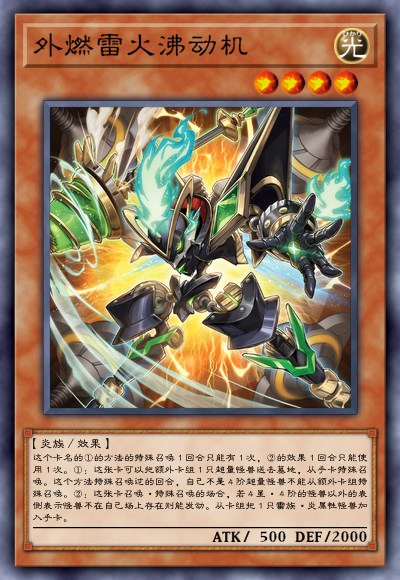 外燃雷火沸动机
光
ひかり
【炎族／效果】
这个卡名的①的方法的特殊召唤1回合只能有1次，②的效果1回合只能使
用1次。①：这张卡可以把额外卡组1只超量怪兽送去墓地，从手卡特殊召
唤。这个方法特殊召唤过的回合，自己不是4阶超量怪兽不能从额外卡组特
殊召唤。②：这张卡召唤·特殊召唤的场合，若4星·4阶的怪兽以外的表
侧表示怪兽不在自己场上存在则能发动。从卡组把1只雷族·炎属性怪兽加
入手卡。
ATK/ 500 DEF/2000